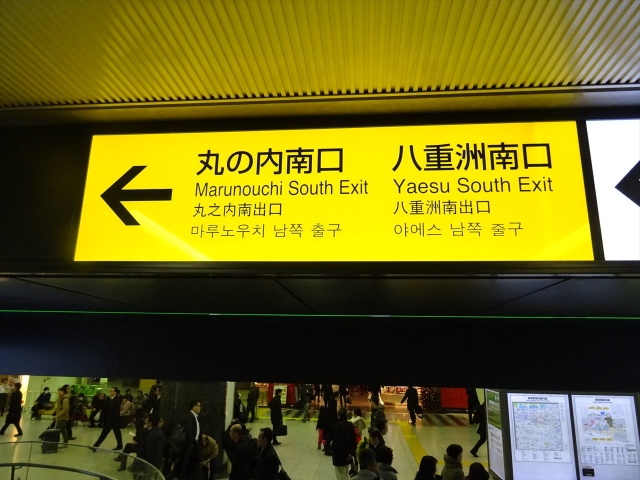 丸の内南口
Marunouchi South Exit
丸之内南出口
마루노우치 남쪽 출구
八重洲南口
Yaesu South Exit
八重洲南出口
야에스 남쪽 출구